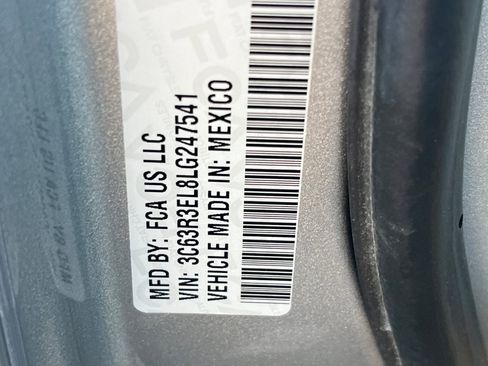 MFD BY: FCA US LLC
VIN: 3C63R3EL8LG247541
VEHICLE MADE IN: MEXICO